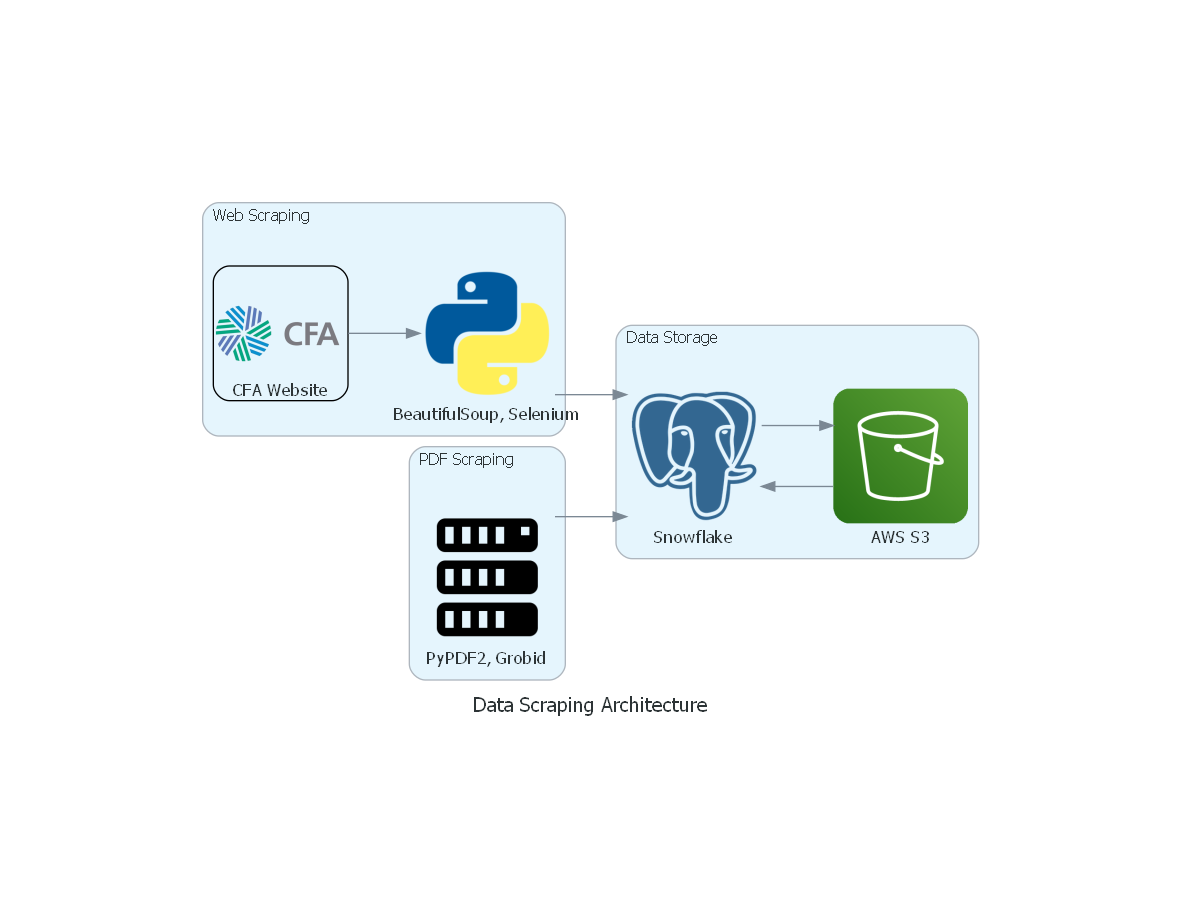 Web Scraping
CFA
CFA Website
BeautifulSoup, Selenium
Data Storage
Snowflake
AWS S3
PDF Scraping
PyPDF2, Grobid
Data Scraping Architecture